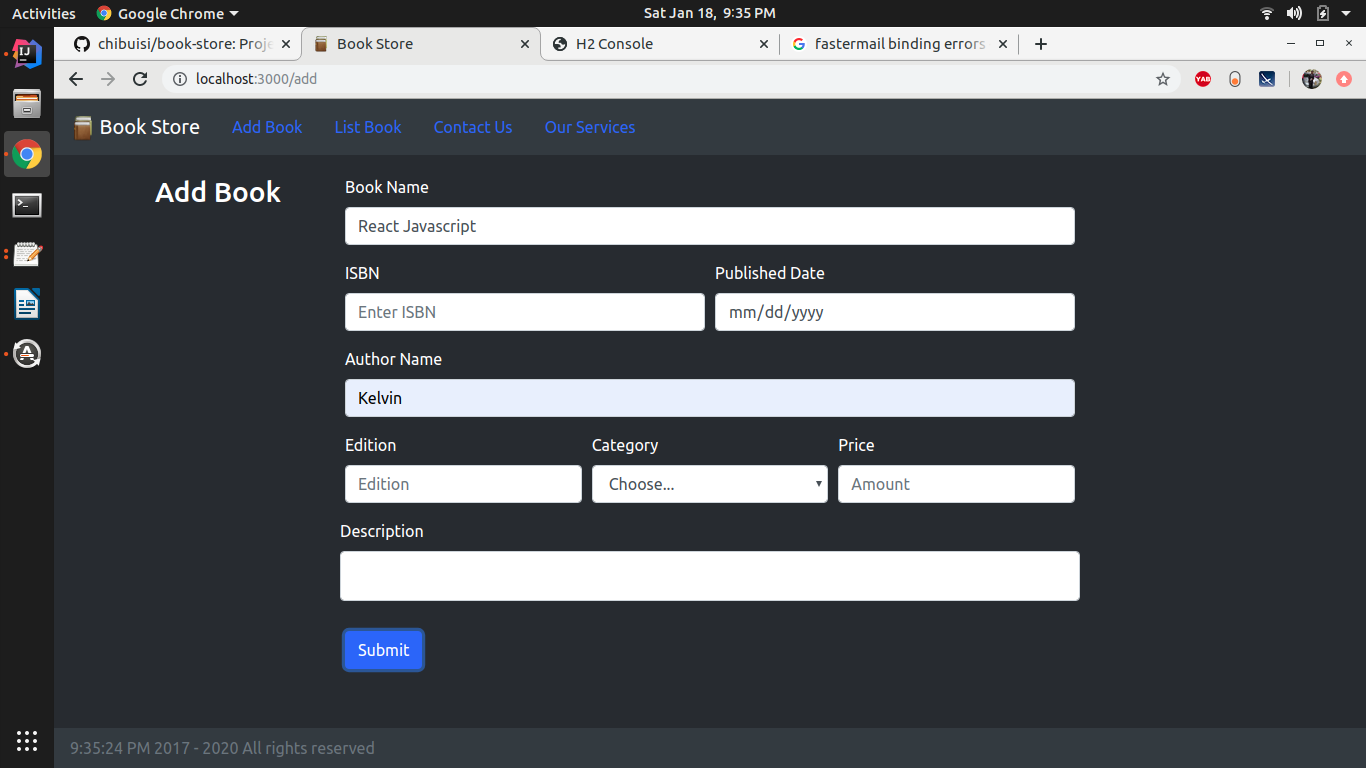 Activities Google Chrome Sat Jan 18, 9:35 PM
chibuisi/book-store: Proje Book Store H2 Console fastermail binding errors
localhost:3000/add YAB
Book Store Add Book List Book Contact Us Our Services
Add Book
Book Name
React Javascript
ISBN Published Date
Enter ISBN mm/dd/yyyy
Author Name
Kelvin
Edition Category Price
Edition Choose... Amount
Description
Submit
9:35:24 PM 2017 - 2020 All rights reserved